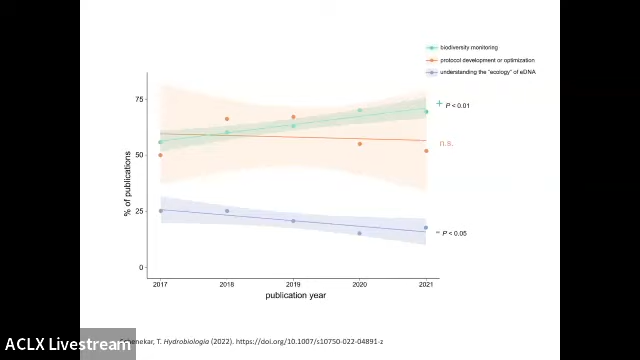 biodiversity monitoring
protocol development or optimization
understanding the "ecology" of eDNA
75
50
25
0
% of publications
+ P < 0.01
n.s.
- P < 0.05
2017 2018 2019 2020 2021
publication year
T. Hydrobiologia (2022). https://doi.org/10.1007/s10750-022-04891-z
ACLX Livestream